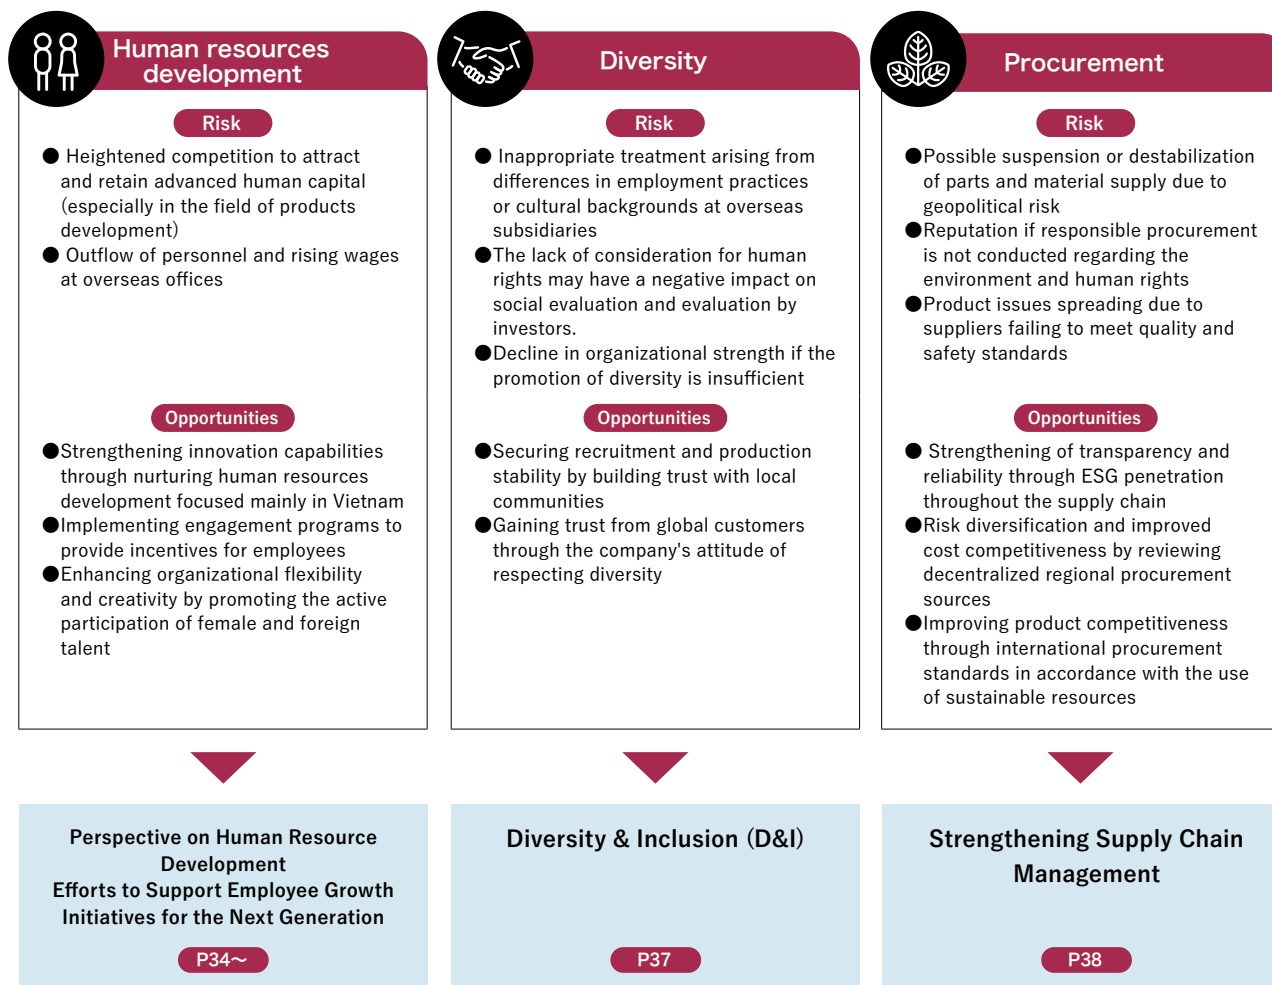 Human resources
development
Risk
● Heightened competition to attract
and retain advanced human capital
(especially in the field of products
development)
● Outflow of personnel and rising wages
at overseas offices
Opportunities
●Strengthening innovation capabilities
through nurturing human resources
development focused mainly in Vietnam
●Implementing engagement programs to
provide incentives for employees
●Enhancing organizational flexibility
and creativity by promoting the active
participation of female and foreign
talent
Perspective on Human Resource
Development
Efforts to Support Employee Growth
Initiatives for the Next Generation
P34～
Diversity
Risk
● Inappropriate treatment arising from
differences in employment practices
or cultural backgrounds at overseas
subsidiaries
●The lack of consideration for human
rights may have a negative impact on
social evaluation and evaluation by
investors.
●Decline in organizational strength if the
promotion of diversity is insufficient
Opportunities
●Securing recruitment and production
stability by building trust with local
communities
●Gaining trust from global customers
through the company's attitude of
respecting diversity
Diversity & Inclusion (D&I)
P37
Procurement
Risk
●Possible suspension or destabilization
of parts and material supply due to
geopolitical risk
●Reputation if responsible procurement
is not conducted regarding the
environment and human rights
●Product issues spreading due to
suppliers failing to meet quality and
safety standards
Opportunities
● Strengthening of transparency and
reliability through ESG penetration
throughout the supply chain
●Risk diversification and improved
cost competitiveness by reviewing
decentralized regional procurement
sources
●Improving product competitiveness
through international procurement
standards in accordance with the use
of sustainable resources
Strengthening Supply Chain
Management
P38